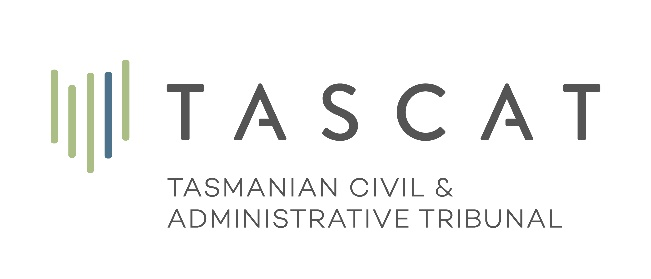 TASCAT
TASMANIAN CIVIL &
ADMINISTRATIVE TRIBUNAL